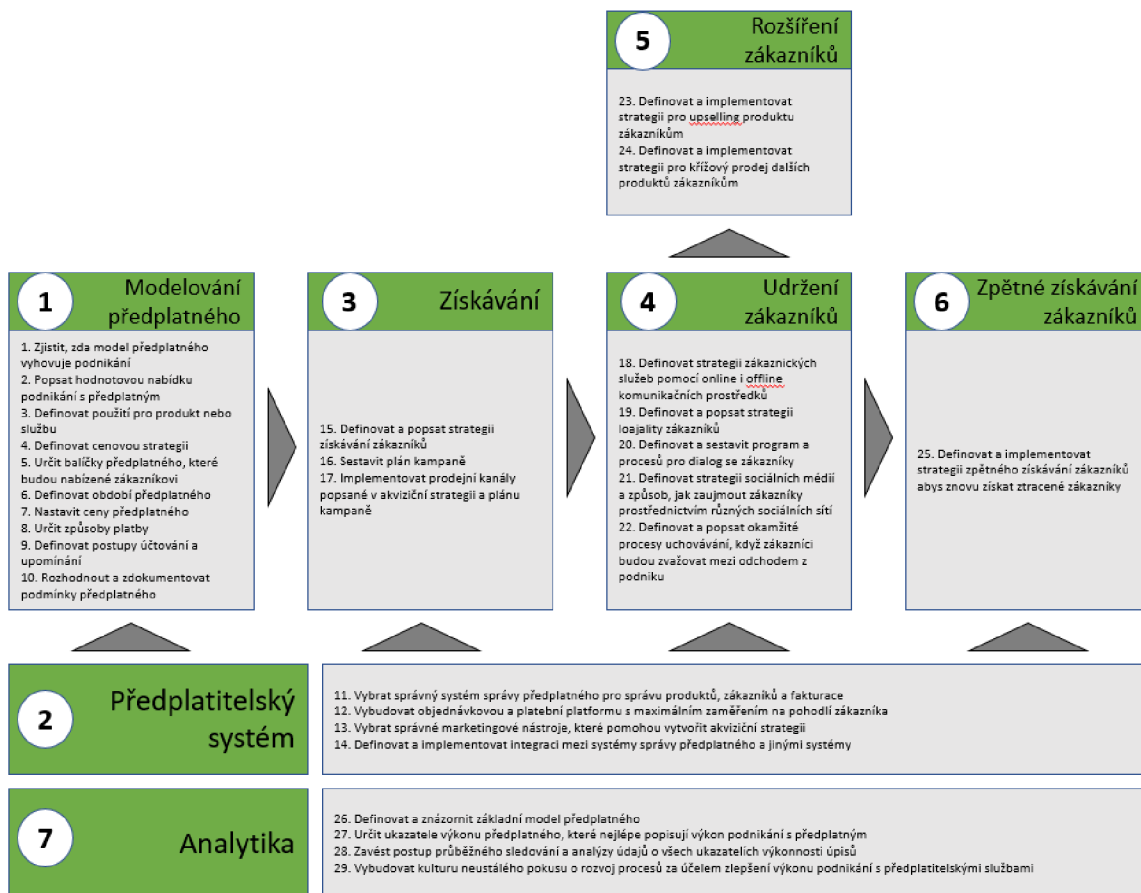 5
Rozšíření
zákazníků
23. Definovat a implementovat
strategii pro upselling produktu
zákazníkům
24. Definovat a implementovat
strategii pro křížový prodej dalších
produktů zákazníkům
1
Modelování
předplatného
1. Zjistit, zda model předplatného
vyhovuje podnikání
2. Popsat hodnotovou nabídku
podnikání s předplatným
3. Definovat použití pro produkt nebo
službu
4. Definovat cenovou strategii
5. Určit balíčky předplatného, které
budou nabízené zákazníkovi
6. Definovat období předplatného
7. Nastavit ceny předplatného
8. Určit způsoby platby
9. Definovat postupy účtování a
upomínání
10. Rozhodnout a zdokumentovat
podmínky předplatného
3
Získávání
15. Definovat a popsat strategii
získávání zákazníků
16. Sestavit plán kampaně
17. Implementovat prodejní kanály
popsané v akviziční strategii a plánu
kampaně
4
Udržení
zákazníků
18. Definovat strategii zákaznických
služeb pomocí online i offline
komunikačních prostředků
19. Definovat a popsat strategii
loajality zákazníků
20. Definovat a sestavit program a
procesů pro dialog se zákazníky
21. Definovat strategii sociálních médií
a způsob, jak zaujmout zákazníky
prostřednictvím různých sociálních sítí
22. Definovat a popsat okamžité
procesy uchovávání, když zákazníci
budou zvažovat mezi odchodem z
podniku
6
Zpětné získávání
zákazníků
25. Definovat a implementovat
strategii zpětného získávání zákazníků
abys znovu získat ztracené zákazníky
2
Předplatitelský
systém
11. Vybrat správný systém správy předplatného pro správu produktů, zákazníků a fakturace
12. Vybudovat objednávkovou a platební platformu s maximálním zaměřením na pohodlí zákazníka
13. Vybrat správné marketingové nástroje, které pomohou vytvořit akviziční strategii
14. Definovat a implementovat integraci mezi systémy správy předplatného a jinými systémy
7
Analytika
26. Definovat a znázornit základní model předplatného
27. Určit ukazatele výkonu předplatného, které nejlépe popisují výkon podnikání s předplatným
28. Zavést postup průběžného sledování a analýzy údajů o všech ukazatelích výkonnosti úpisů
29. Vybudovat kulturu neustálého pokusu o rozvoj procesů za účelem zlepšení výkonu podnikání s předplatitelskými službami